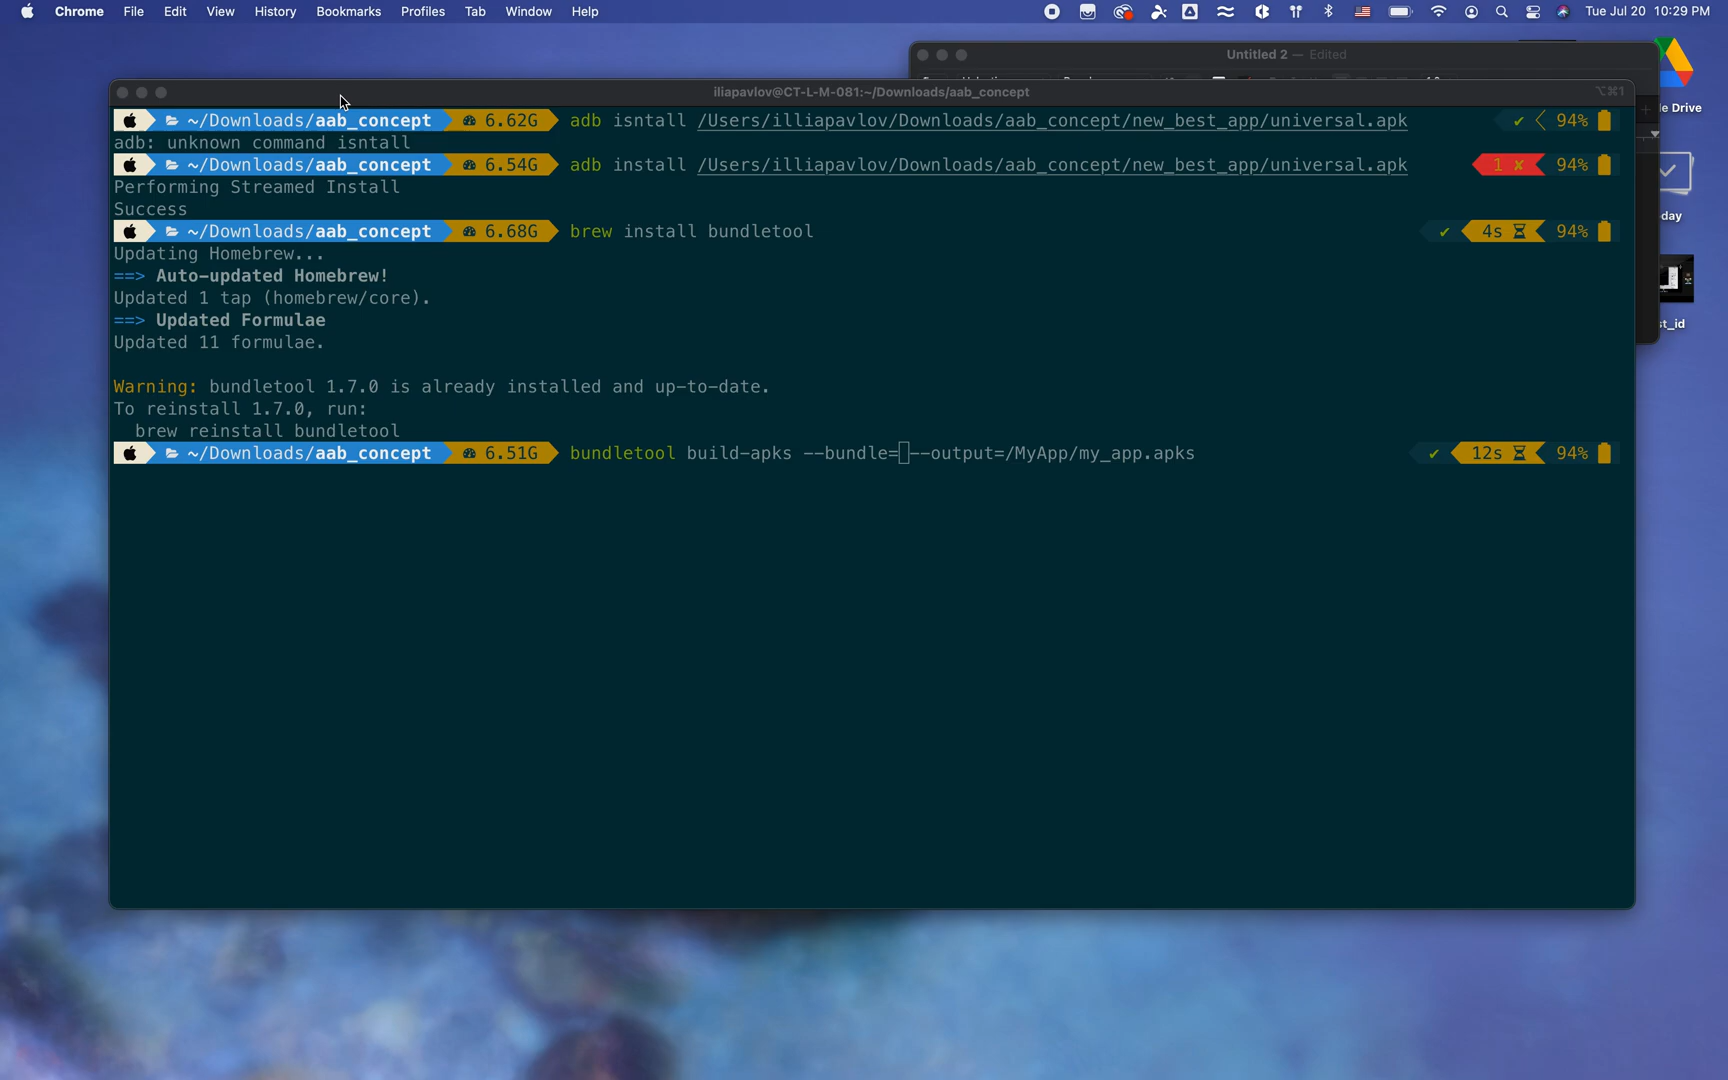 Chrome File Edit View History Bookmarks Profiles Tab Window Help Tue Jul 20 10:29 PM
Untitled 2 — Edited
iliapavlov@CT-L-M-081:~/Downloads/aab_concept ⌥⌘1
~/Downloads/aab_concept 6.62G adb isntall /Users/illiapavlov/Downloads/aab_concept/new_best_app/universal.apk ✔ 94%
adb: unknown command isntall
~/Downloads/aab_concept 6.54G adb install /Users/illiapavlov/Downloads/aab_concept/new_best_app/universal.apk 1 ✘ 94%
Performing Streamed Install
Success
~/Downloads/aab_concept 6.68G brew install bundletool ✔ 4s 94%
Updating Homebrew...
==> Auto-updated Homebrew!
Updated 1 tap (homebrew/core).
==> Updated Formulae
Updated 11 formulae.
Warning: bundletool 1.7.0 is already installed and up-to-date.
To reinstall 1.7.0, run:
brew reinstall bundletool
~/Downloads/aab_concept 6.51G bundletool build-apks --bundle= --output=/MyApp/my_app.apks ✔ 12s 94%
le Drive
day
st_id